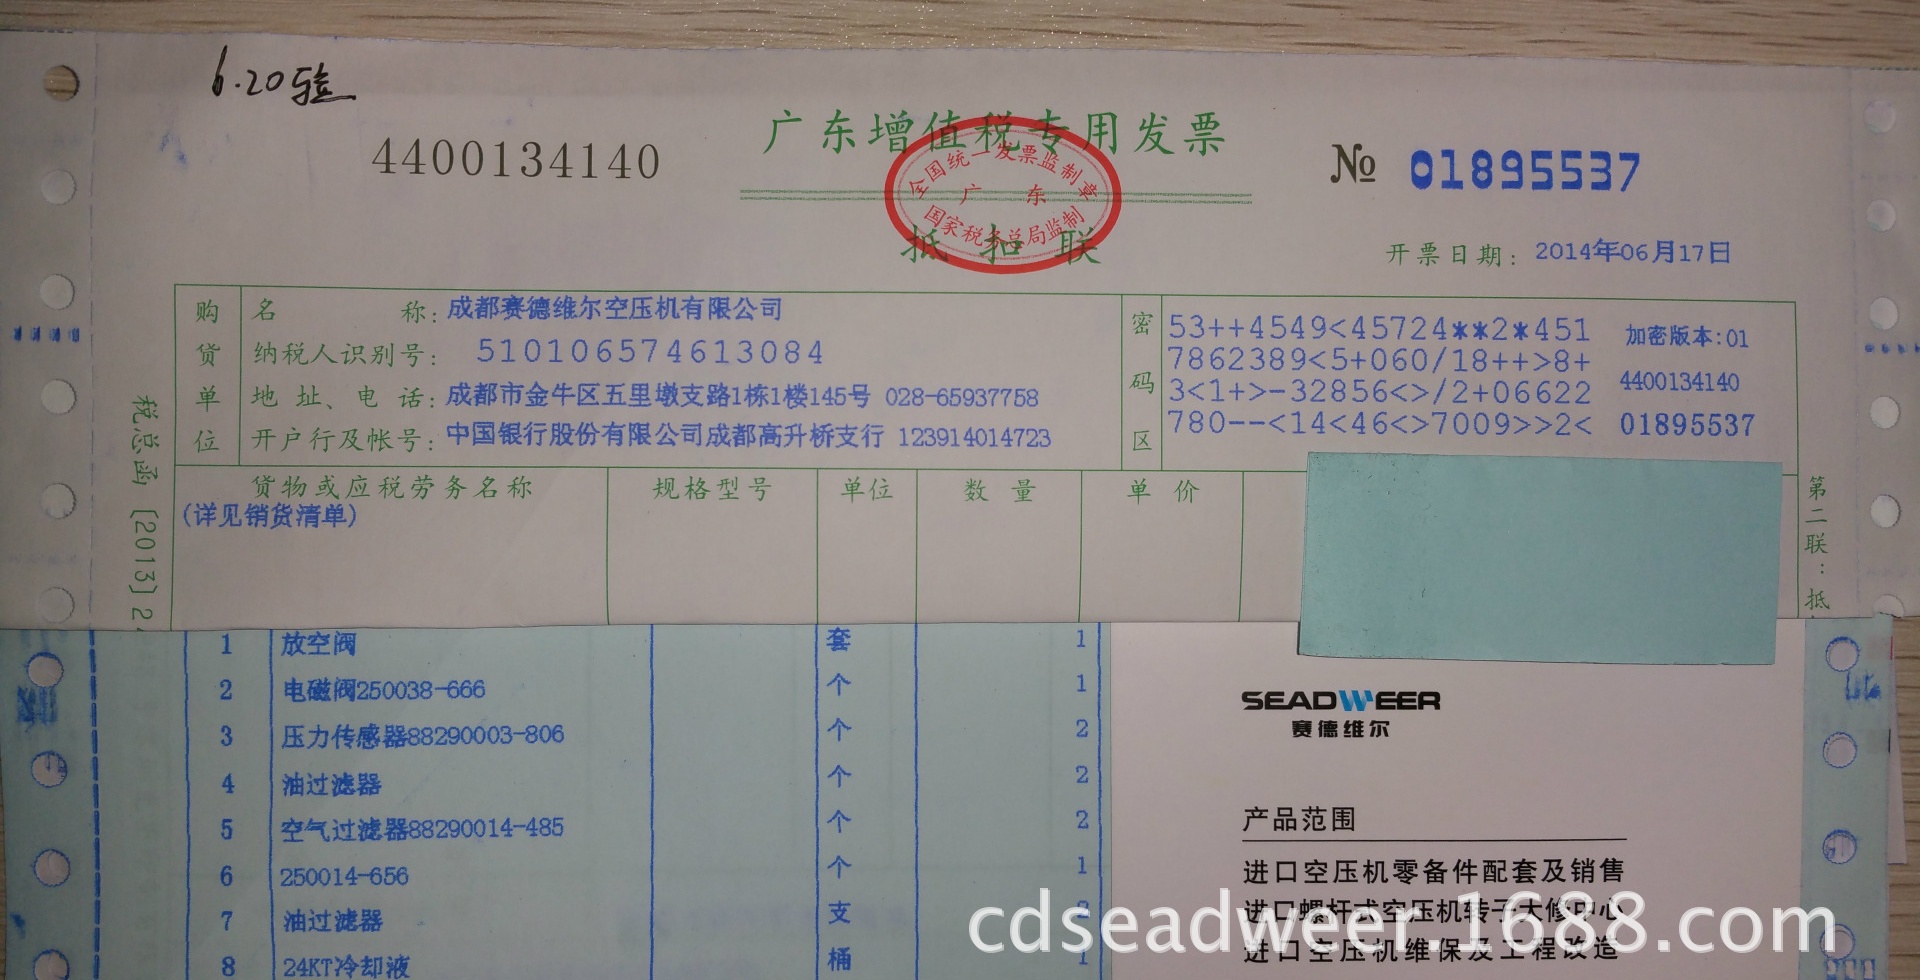 6.20验
4400134140
广东增值税专用发票
№ 01895537
全国统一发票监制章
广东
国家税务总局监制
抵扣联
开票日期：2014年06月17日
购货单位
名称：成都赛德维尔空压机有限公司
纳税人识别号：510106574613084
地址、电话：成都市金牛区五里墩支路1栋1楼145号 028-65937758
开户行及帐号：中国银行股份有限公司成都高升桥支行 123914014723
密码区
53++4549<45724**2*451 加密版本:01
7862389<5+060/18++>8+
3<1+>-32856<>/2+06622 4400134140
780--<14<46<>7009>>2< 01895537
货物或应税劳务名称 规格型号 单位 数量 单价
(详见销货清单)
税总函〔2013〕2
第二联：抵
1 放空阀 套 1
2 电磁阀250038-666 个 1
3 压力传感器88290003-806 个 2
4 油过滤器 个 2
5 空气过滤器88290014-485 个 2
6 250014-656 个 1
7 油过滤器 支 2
8 24KT冷却液 桶 1
SEADWEER
赛德维尔
产品范围
进口空压机零备件配套及销售
进口螺杆式空压机转子大修中心
进口空压机维保及工程改造
cdseadweer.1688.com